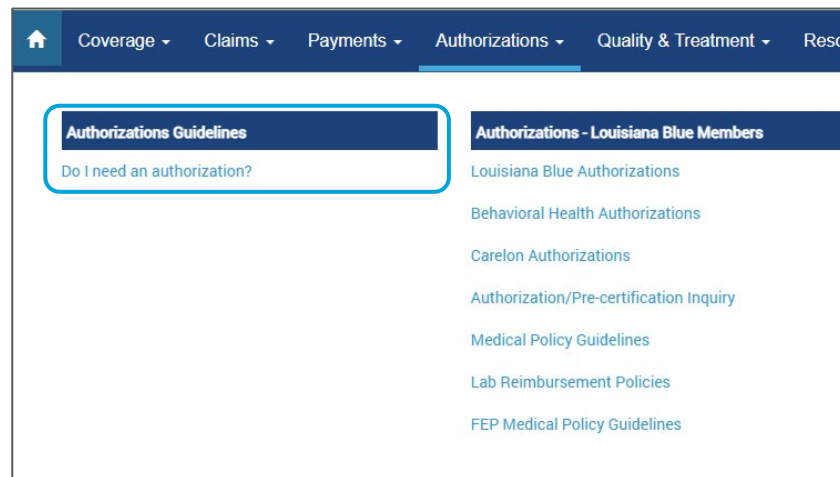 Coverage Claims Payments Authorizations Quality & Treatment
Authorizations Guidelines
Do I need an authorization?
Authorizations - Louisiana Blue Members
Louisiana Blue Authorizations
Behavioral Health Authorizations
Carelon Authorizations
Authorization/Pre-certification Inquiry
Medical Policy Guidelines
Lab Reimbursement Policies
FEP Medical Policy Guidelines